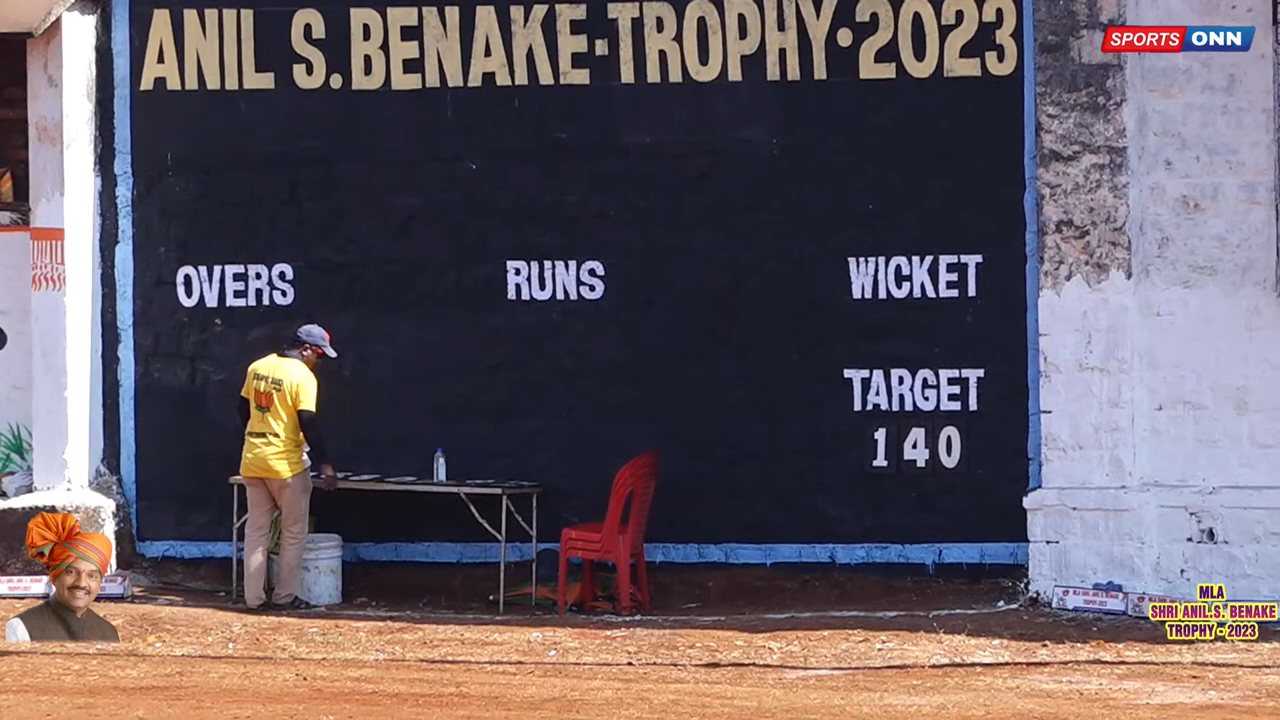 ANIL S. BENAKE-TROPHY•2023
SPORTS ONN
OVERS
RUNS
WICKET
TARGET
140
MLA
SHRI ANIL.S. BENAKE
TROPHY - 2023